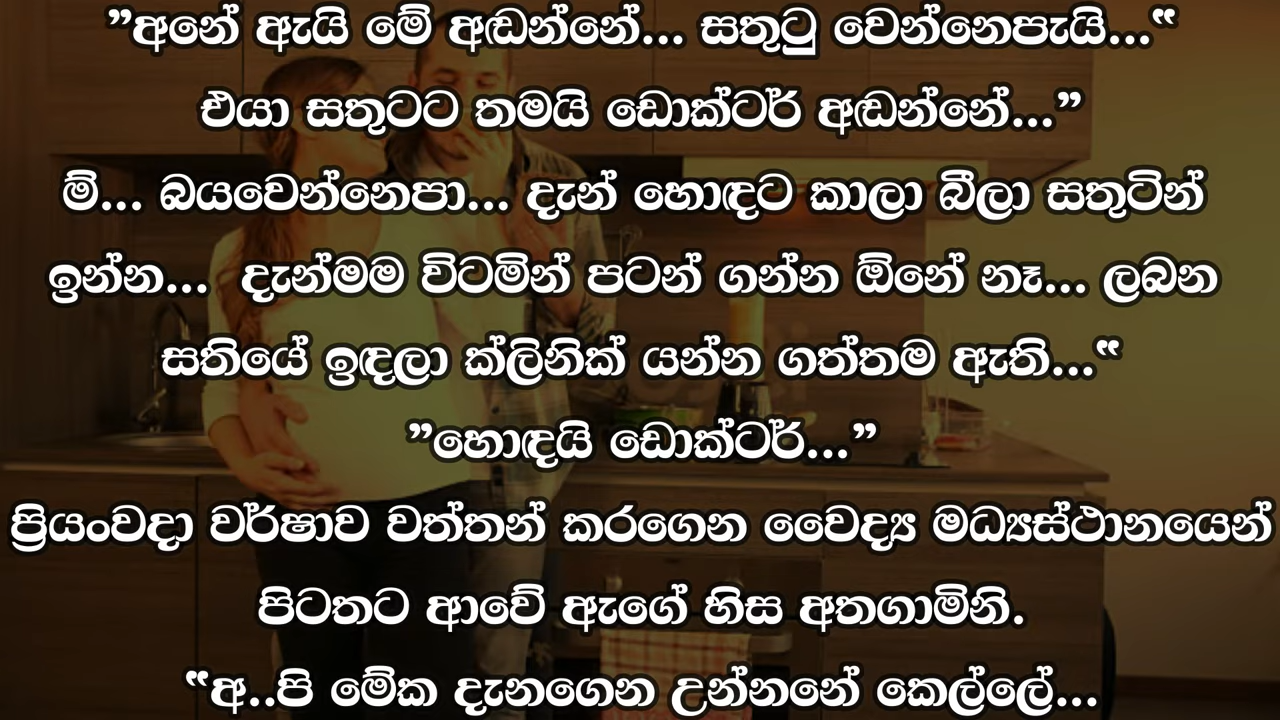 ”අනේ ඇයි මේ අඬන්නේ... සතුටු වෙන්නෙපැයි...“
එයා සතුටට තමයි ඩොක්ටර් අඬන්නේ...”
ම්... බයවෙන්නෙපා... දැන් හොඳට කාලා බීලා සතුටින්
ඉන්න...  දැන්මම විටමින් පටන් ගන්න ඕනේ නෑ... ලබන
සතියේ ඉඳලා ක්ලිනික් යන්න ගත්තම ඇති...“
”හොඳයි ඩොක්ටර්...”
ප්‍රියංවදා වර්ෂාව වත්තන් කරගෙන වෛද්‍ය මධ්‍යස්ථානයෙන්
පිටතට ආවේ ඇගේ හිස අතගාමිනි.
“අ..පි මේක දැනගෙන උන්නනේ කෙල්ලේ...